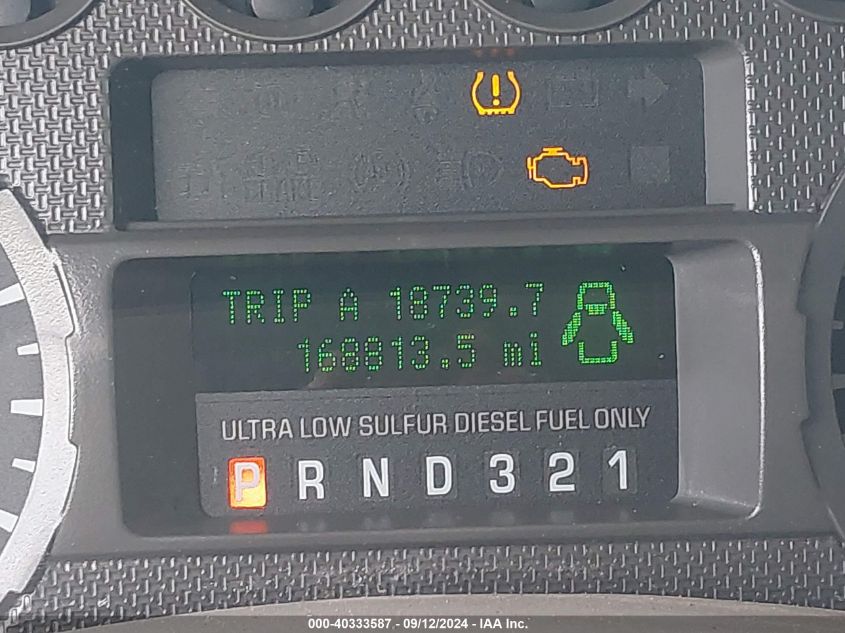 TRIP A 18739.7
168813.5 mi
ULTRA LOW SULFUR DIESEL FUEL ONLY
P R N D 3 2 1
000-40333587 - 09/12/2024 - IAA Inc.